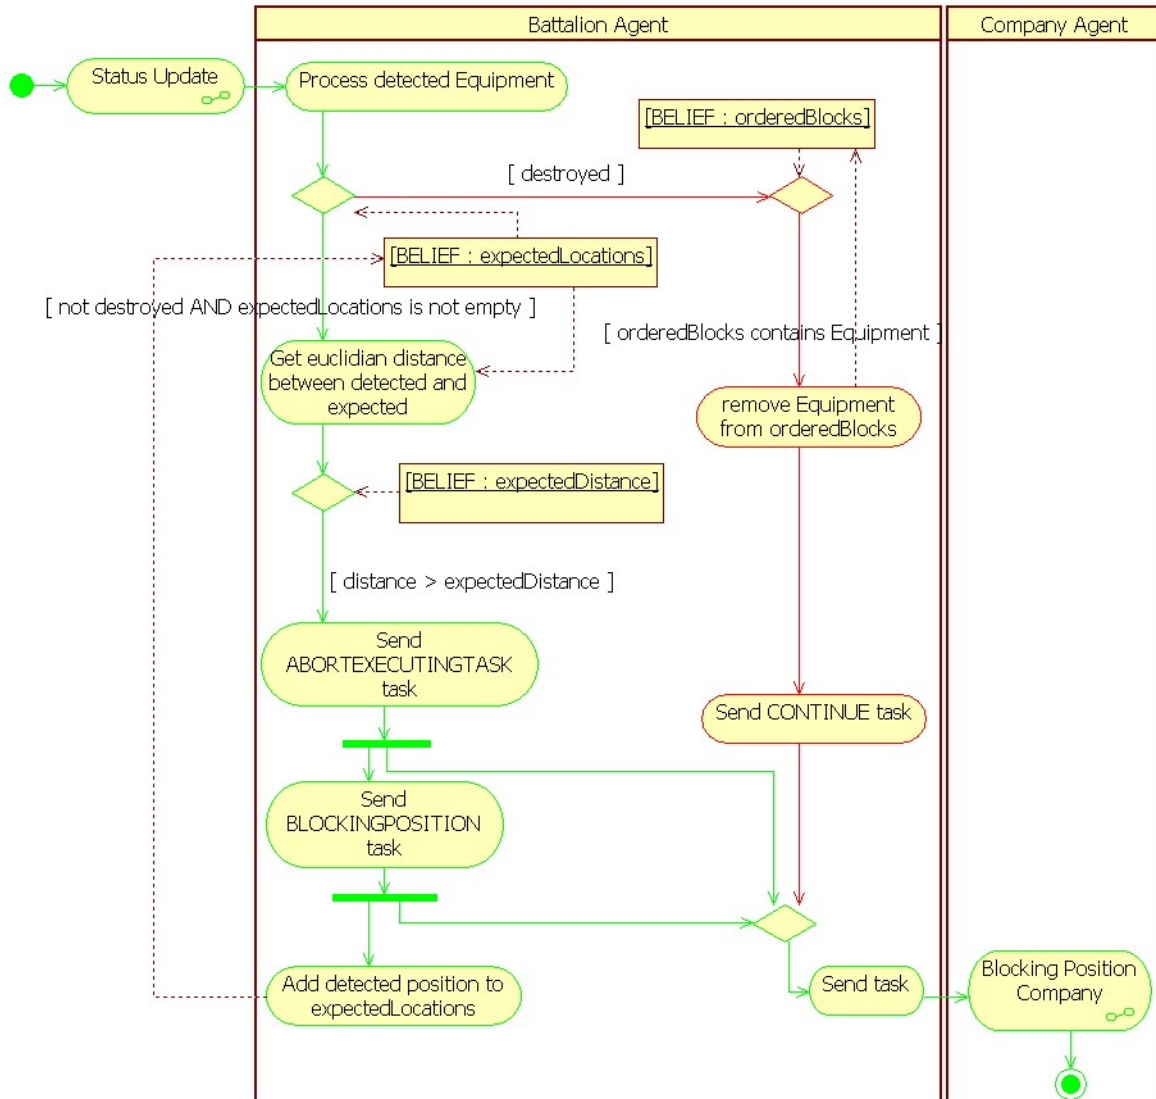 Battalion Agent
Company Agent
Status Update
Process detected Equipment
[BELIEF : orderedBlocks]
[ destroyed ]
[BELIEF : expectedLocations]
[ not destroyed AND expectedLocations is not empty ]
[ orderedBlocks contains Equipment ]
Get euclidian distance
between detected and
expected
remove Equipment
from orderedBlocks
[BELIEF : expectedDistance]
[ distance > expectedDistance ]
Send
ABORTEXECUTINGTASK
task
Send CONTINUE task
Send
BLOCKINGPOSITION
task
Add detected position to
expectedLocations
Send task
Blocking Position
Company